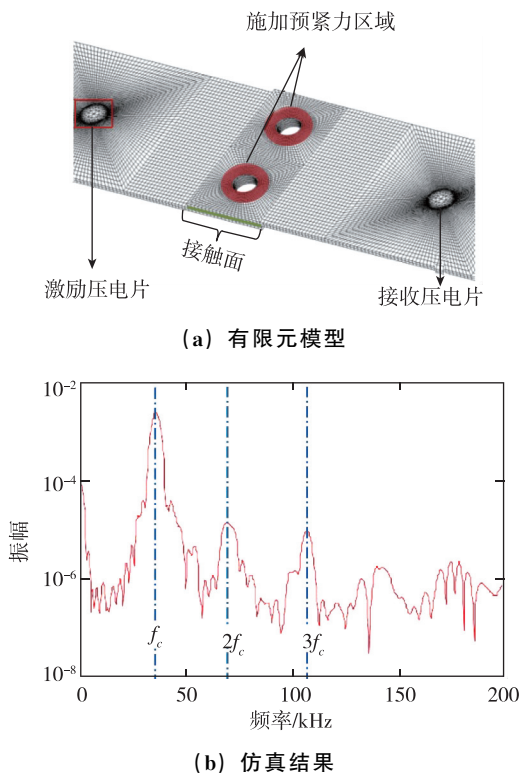 施加预紧力区域
接触面
激励压电片
接收压电片
(a) 有限元模型
10⁻²
10⁻⁴
10⁻⁶
10⁻⁸
振幅
f_c
2f_c
3f_c
0
50
100
150
200
频率/kHz
(b) 仿真结果